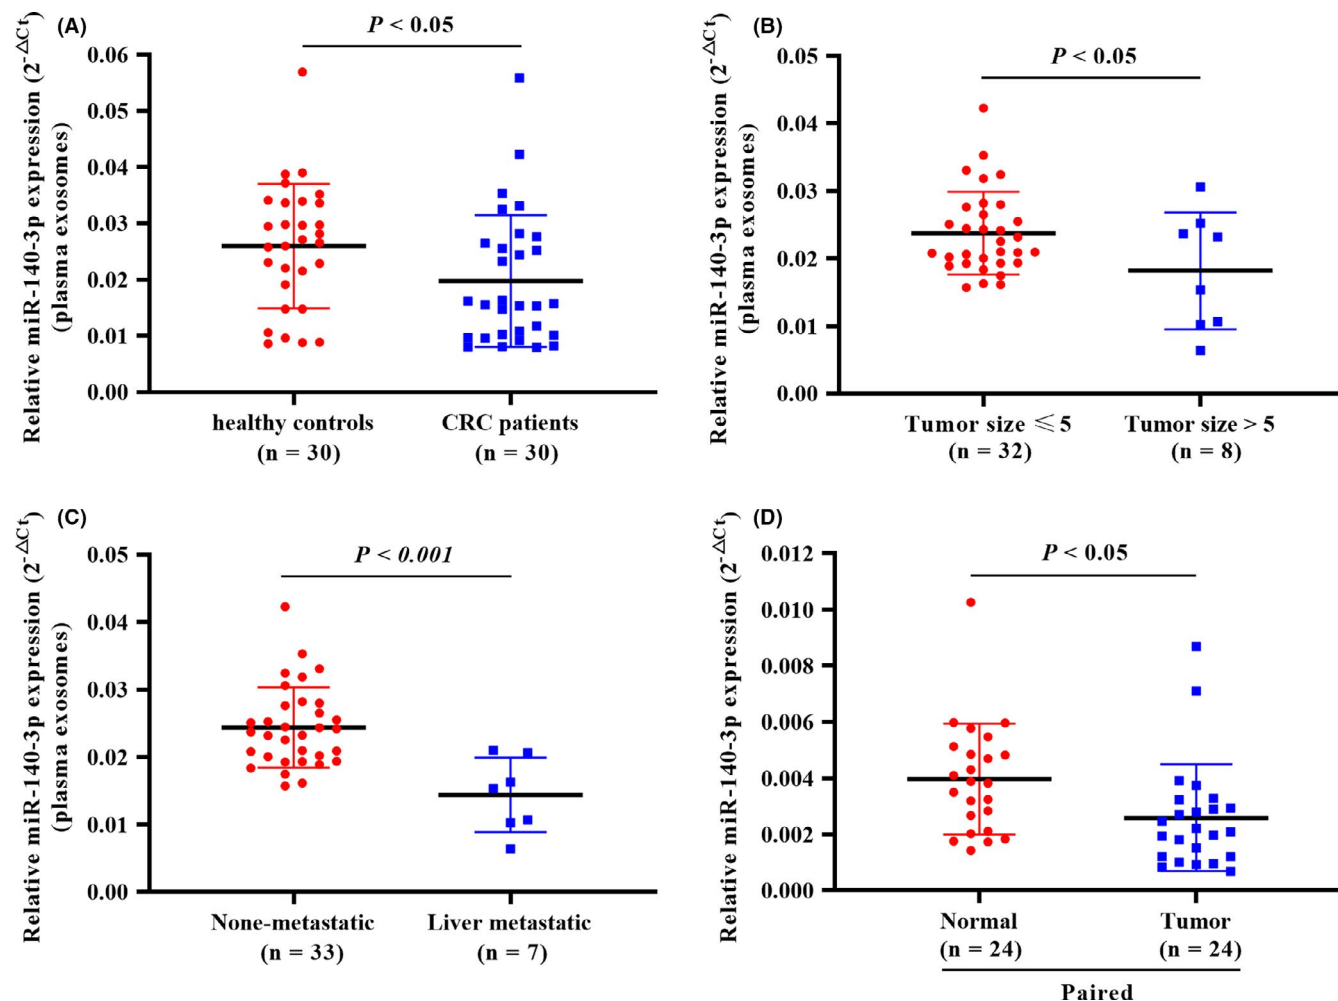 (A)
Relative miR-140-3p expression (2^-△Ct)
(plasma exosomes)
P < 0.05
0.06
0.05
0.04
0.03
0.02
0.01
0.00
healthy controls
(n = 30)
CRC patients
(n = 30)
(B)
Relative miR-140-3p expression (2^-△Ct)
(plasma exosomes)
P < 0.05
0.05
0.04
0.03
0.02
0.01
0.00
Tumor size ≤ 5
(n = 32)
Tumor size > 5
(n = 8)
(C)
Relative miR-140-3p expression (2^-△Ct)
(plasma exosomes)
P < 0.001
0.05
0.04
0.03
0.02
0.01
0.00
None-metastatic
(n = 33)
Liver metastatic
(n = 7)
(D)
Relative miR-140-3p expression (2^-△Ct)
P < 0.05
0.012
0.010
0.008
0.006
0.004
0.002
0.000
Normal
(n = 24)
Tumor
(n = 24)
Paired